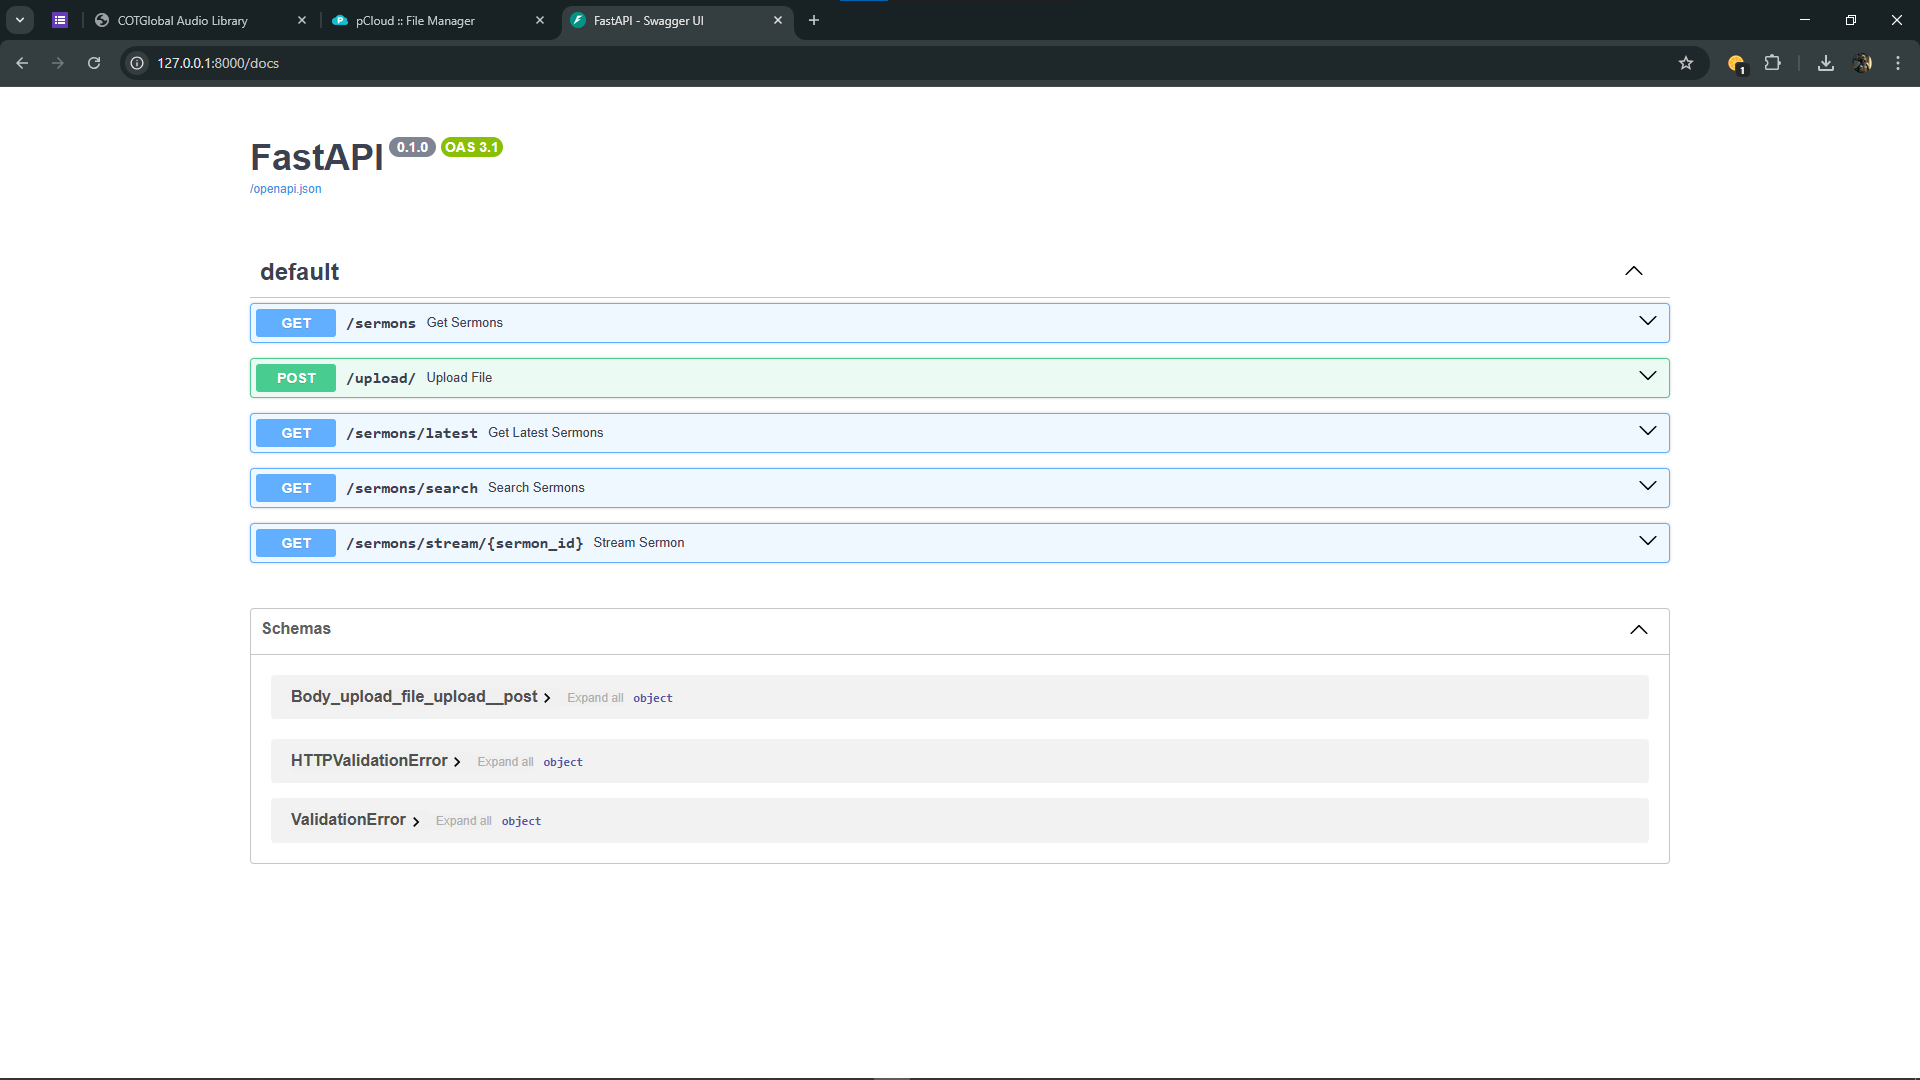 COTGlobal Audio Library
pCloud :: File Manager
FastAPI - Swagger UI
127.0.0.1:8000/docs
1
FastAPI 0.1.0 OAS 3.1
/openapi.json
default
GET /sermons Get Sermons
POST /upload/ Upload File
GET /sermons/latest Get Latest Sermons
GET /sermons/search Search Sermons
GET /sermons/stream/{sermon_id} Stream Sermon
Schemas
Body_upload_file_upload__post Expand all object
HTTPValidationError Expand all object
ValidationError Expand all object